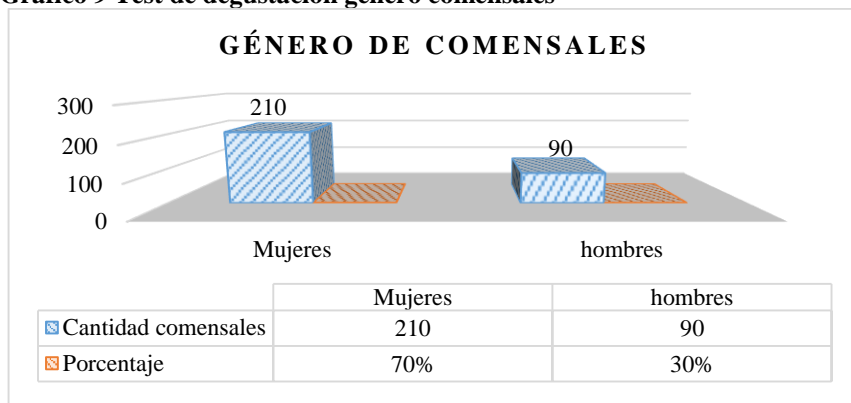 Gráfico 9 Test de degustación género comensales
GÉNERO DE COMENSALES
300
200
100
0
210
90
Mujeres hombres
Mujeres hombres
Cantidad comensales 210 90
Porcentaje 70% 30%